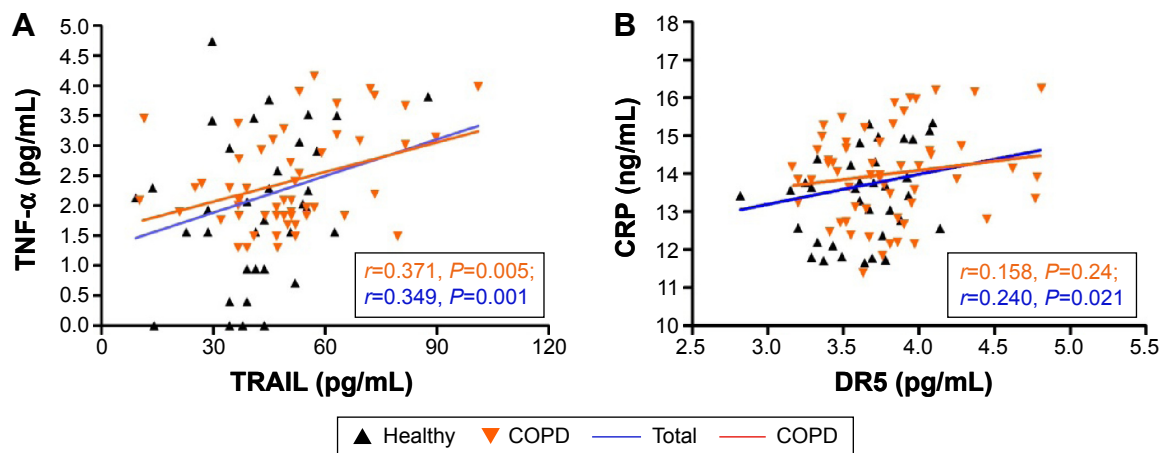 A
TNF-α (pg/mL)
5.0
4.5
4.0
3.5
3.0
2.5
2.0
1.5
1.0
0.5
0.0
0 30 60 90 120
TRAIL (pg/mL)
r=0.371, P=0.005;
r=0.349, P=0.001
B
CRP (ng/mL)
18
17
16
15
14
13
12
11
10
2.5 3.0 3.5 4.0 4.5 5.0 5.5
DR5 (pg/mL)
r=0.158, P=0.24;
r=0.240, P=0.021
Healthy COPD Total COPD